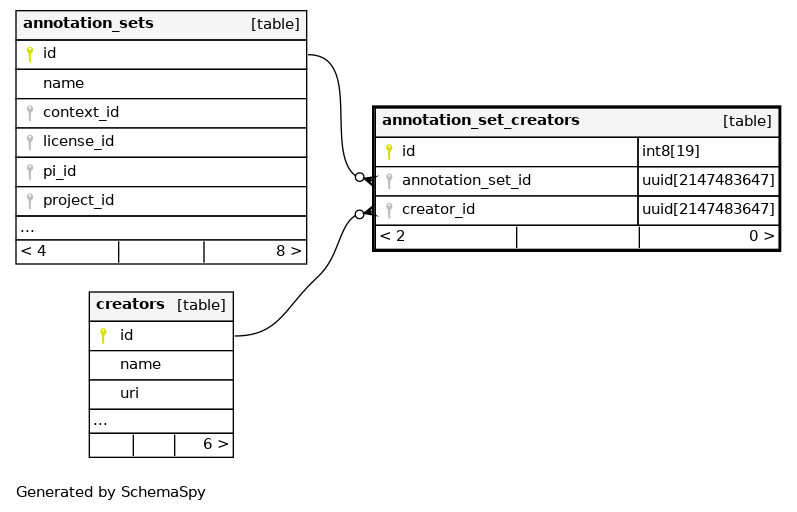 annotation_sets [table]
id
name
context_id
license_id
pi_id
project_id
...
< 4 8 >
annotation_set_creators [table]
id int8[19]
annotation_set_id uuid[2147483647]
creator_id uuid[2147483647]
< 2 0 >
creators [table]
id
name
uri
...
6 >
Generated by SchemaSpy